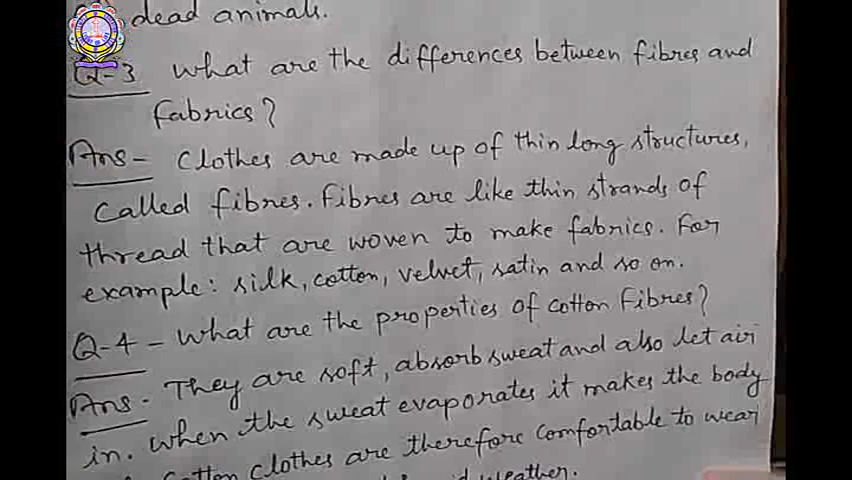 dead animals.
Q-3 What are the differences between fibres and
fabrics?
Ans- Clothes are made up of thin long structures,
called fibres. Fibres are like thin strands of
thread that are woven to make fabrics. For
example: silk, cotton, velvet, satin and so on.
Q-4 - What are the properties of cotton Fibres?
Ans- They are soft, absorb sweat and also let air
in. When the sweat evaporates it makes the body
Cotton clothes are therefore comfortable to wear
weather.